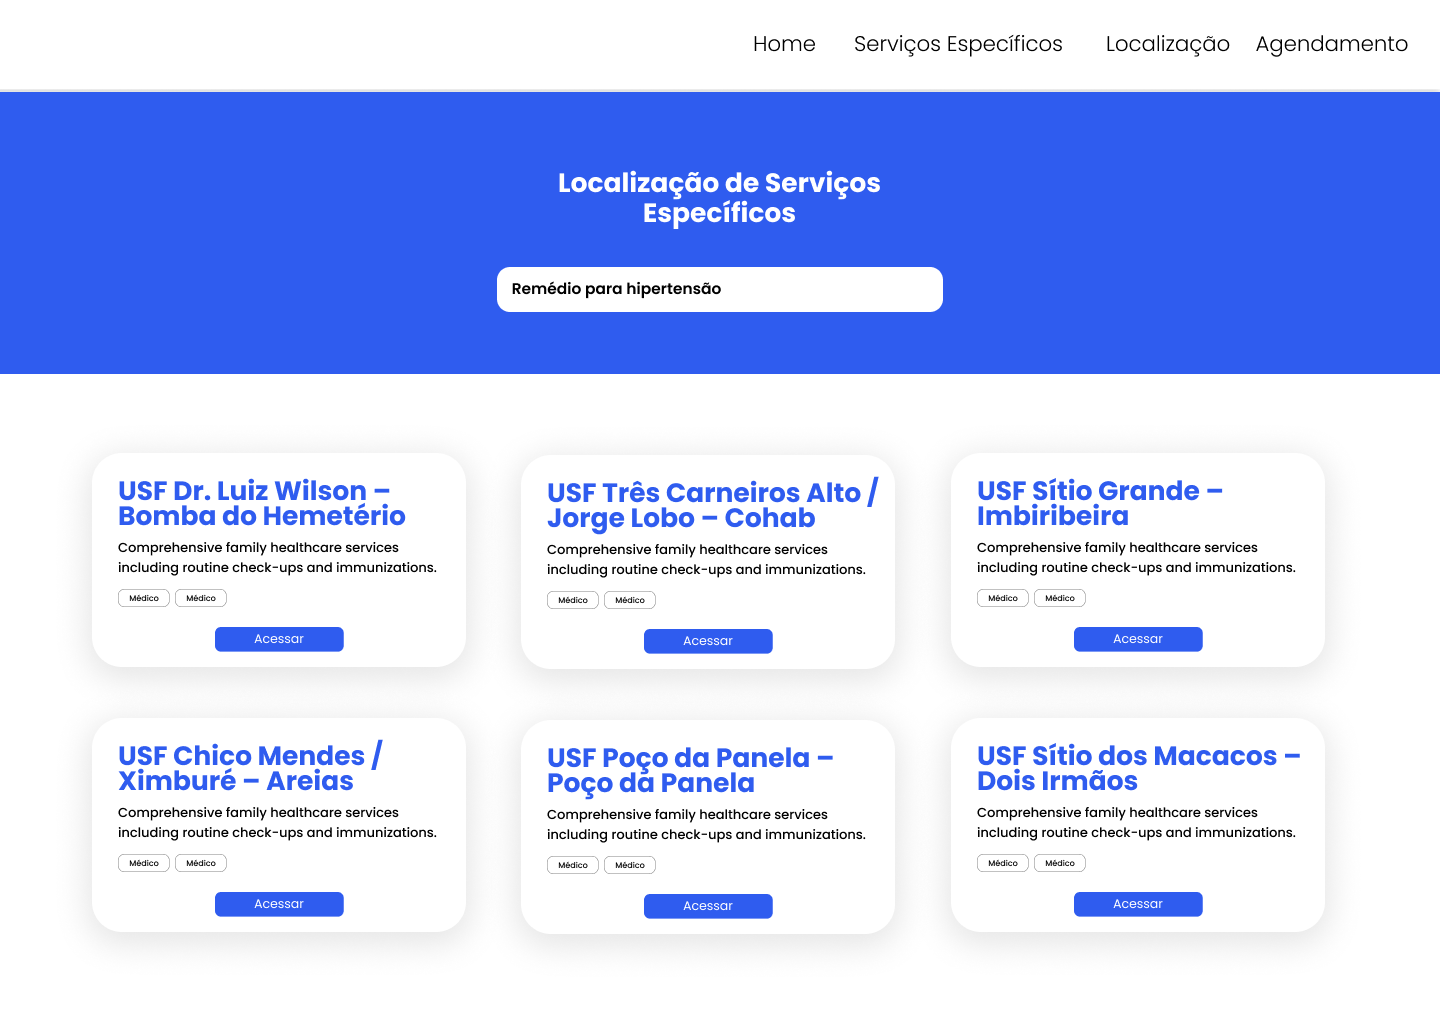 Home Serviços Específicos Localização Agendamento
Localização de Serviços
Específicos
Remédio para hipertensão
USF Dr. Luiz Wilson –
Bomba do Hemetério
Comprehensive family healthcare services
including routine check-ups and immunizations.
Médico Médico
Acessar
USF Três Carneiros Alto /
Jorge Lobo – Cohab
Comprehensive family healthcare services
including routine check-ups and immunizations.
Médico Médico
Acessar
USF Sítio Grande –
Imbiribeira
Comprehensive family healthcare services
including routine check-ups and immunizations.
Médico Médico
Acessar
USF Chico Mendes /
Ximburé – Areias
Comprehensive family healthcare services
including routine check-ups and immunizations.
Médico Médico
Acessar
USF Poço da Panela –
Poço da Panela
Comprehensive family healthcare services
including routine check-ups and immunizations.
Médico Médico
Acessar
USF Sítio dos Macacos –
Dois Irmãos
Comprehensive family healthcare services
including routine check-ups and immunizations.
Médico Médico
Acessar